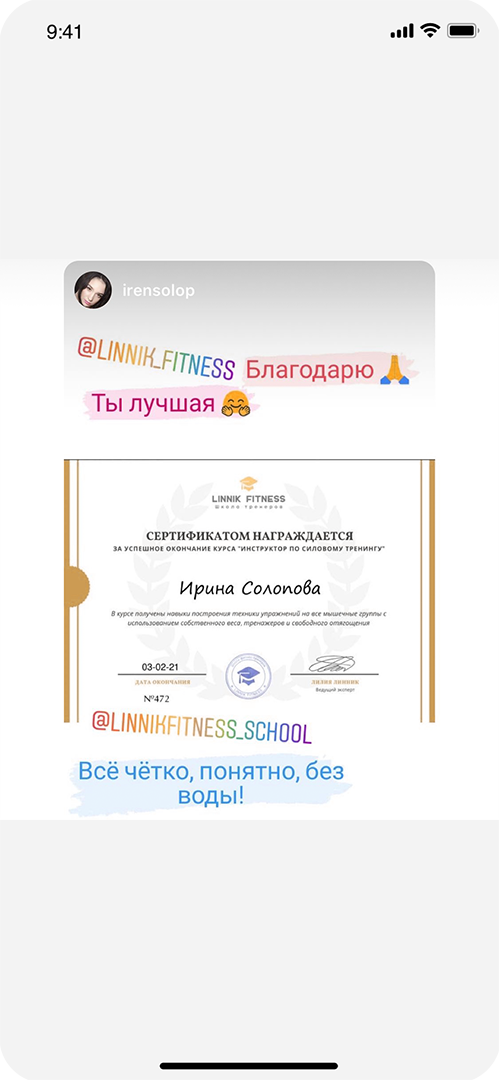 9:41
irensolop
@LINNIK_FITNESS Благодарю 🙏
Ты лучшая 🤗
LINNIK FITNESS
Школа тренеров
СЕРТИФИКАТОМ НАГРАЖДАЕТСЯ
ЗА УСПЕШНОЕ ОКОНЧАНИЕ КУРСА "ИНСТРУКТОР ПО СИЛОВОМУ ТРЕНИНГУ"
Ирина Солопова
В курсе получены навыки построения техники упражнений на все мышечные группы с
использованием собственного веса, тренажеров и свободного отягощения
03-02-21
ДАТА ОКОНЧАНИЯ
ЛИЛИЯ ЛИННИК
Ведущий эксперт
№472
@LINNIKFITNESS_SCHOOL
Всё чётко, понятно, без
воды!